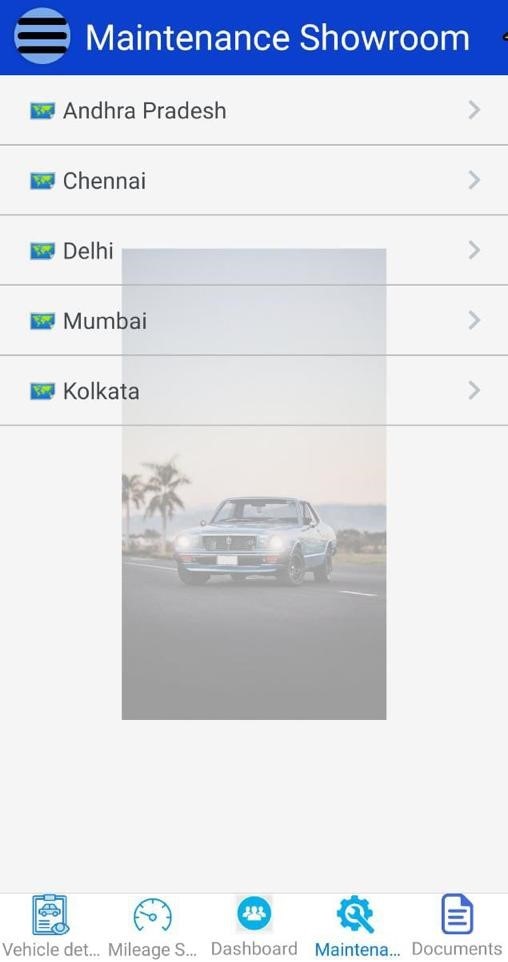 Maintenance Showroom
Andhra Pradesh
Chennai
Delhi
Mumbai
Kolkata
Vehicle det... Mileage S... Dashboard Maintena... Documents